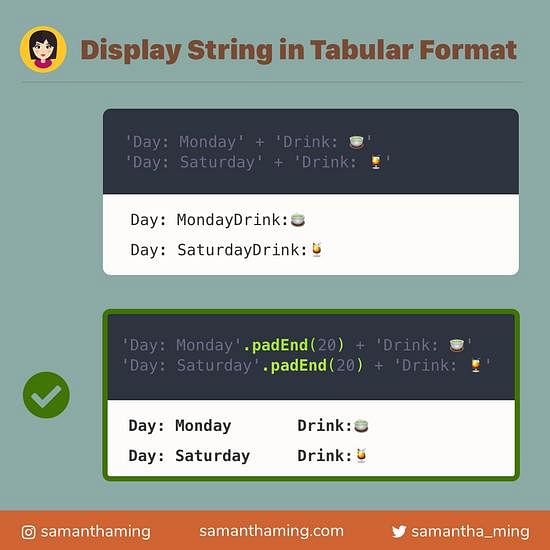 Display String in Tabular Format
'Day: Monday' + 'Drink: 🍵'
'Day: Saturday' + 'Drink: 🍹'
Day: MondayDrink:🍵
Day: SaturdayDrink:🍹
'Day: Monday'.padEnd(20) + 'Drink: 🍵'
'Day: Saturday'.padEnd(20) + 'Drink: 🍹'
Day: Monday Drink:🍵
Day: Saturday Drink:🍹
samanthaming samanthaming.com samantha_ming